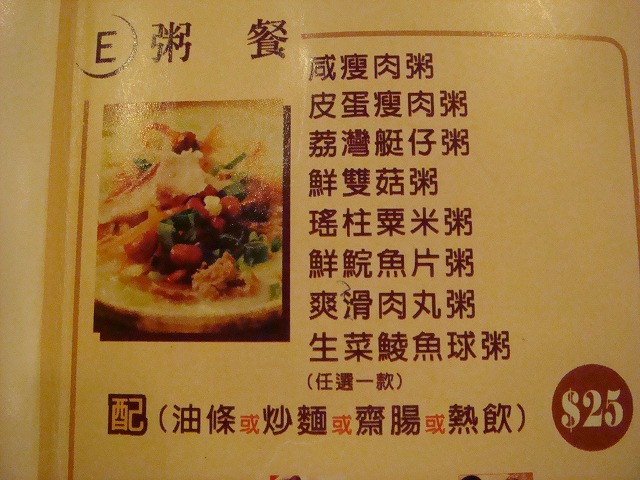 E 粥 餐
咸瘦肉粥
皮蛋瘦肉粥
荔灣艇仔粥
鮮雙菇粥
瑤柱粟米粥
鮮鯇魚片粥
爽滑肉丸粥
生菜鯪魚球粥
(任選一款)
配 (油條或炒麵或齋腸或熱飲)
$25